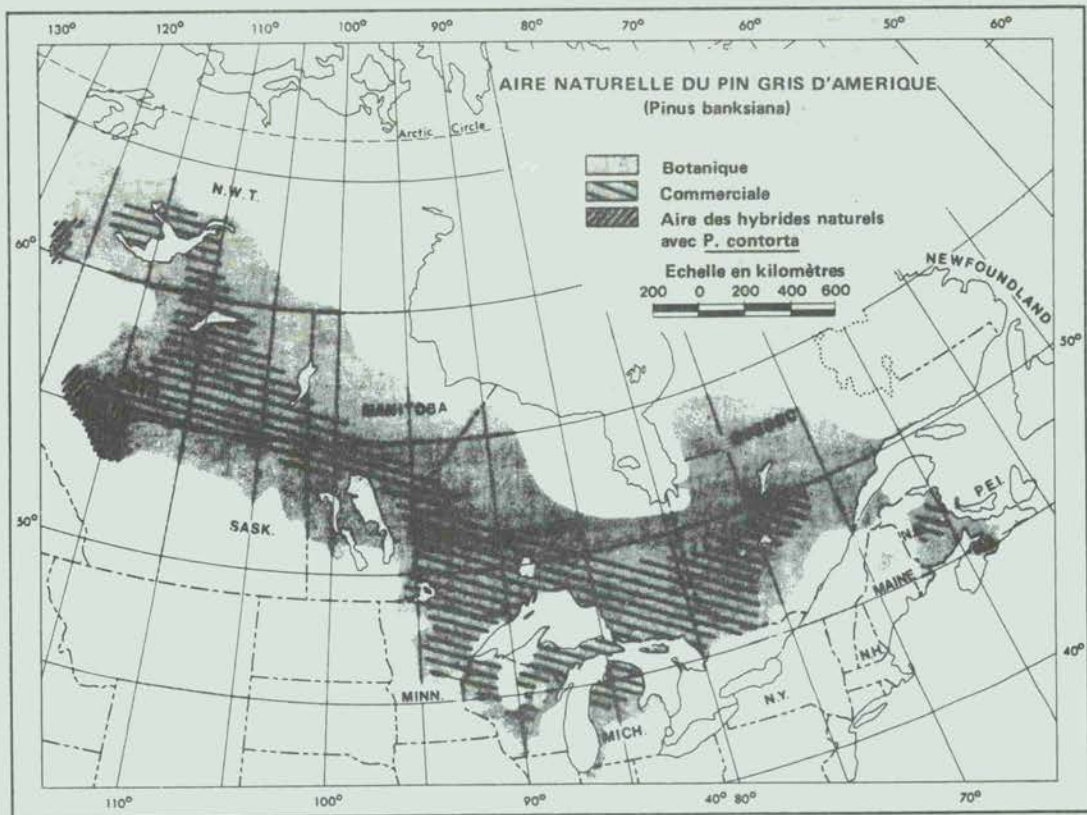 130° 120° 110° 100° 90° 80° 70° 60°
AIRE NATURELLE DU PIN GRIS D'AMERIQUE
(Pinus banksiana)
Arctic Circle
Botanique
Commerciale
Aire des hybrides naturels
avec P. contorta
Echelle en kilomètres
200 0 200 400 600
N.W.T.
60°
NEWFOUNDLAND
50°
MANITOBA
QUEBEC
P.E.I.
SASK.
50°
MAINE
N.H.
40°
MINN.
MICH.
N.Y.
110° 100° 90° 40° 80° 70°